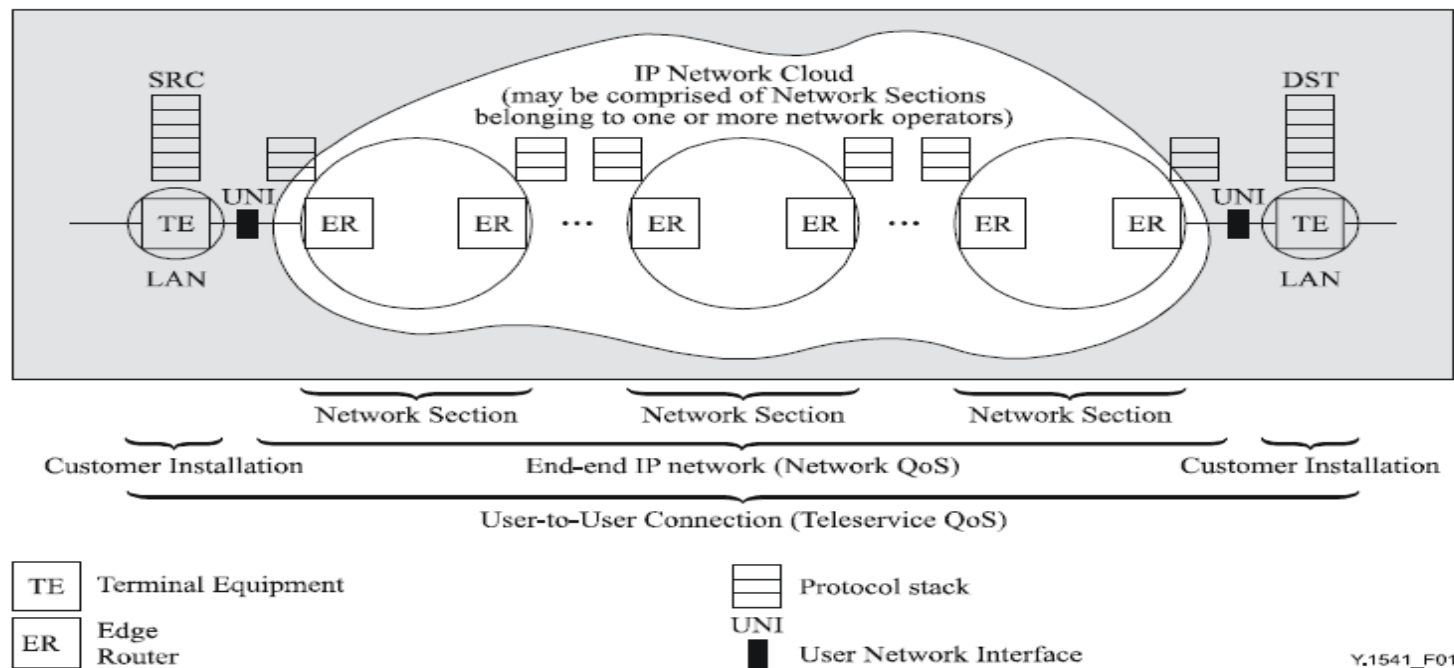 IP Network Cloud
(may be comprised of Network Sections
belonging to one or more network operators)
SRC
DST
UNI
UNI
TE
ER
ER
...
ER
ER
...
ER
ER
TE
LAN
LAN
Network Section
Network Section
Network Section
Customer Installation
End-end IP network (Network QoS)
Customer Installation
User-to-User Connection (Teleservice QoS)
TE
Terminal Equipment
Protocol stack
ER
Edge
Router
UNI
User Network Interface
Y.1541_F01